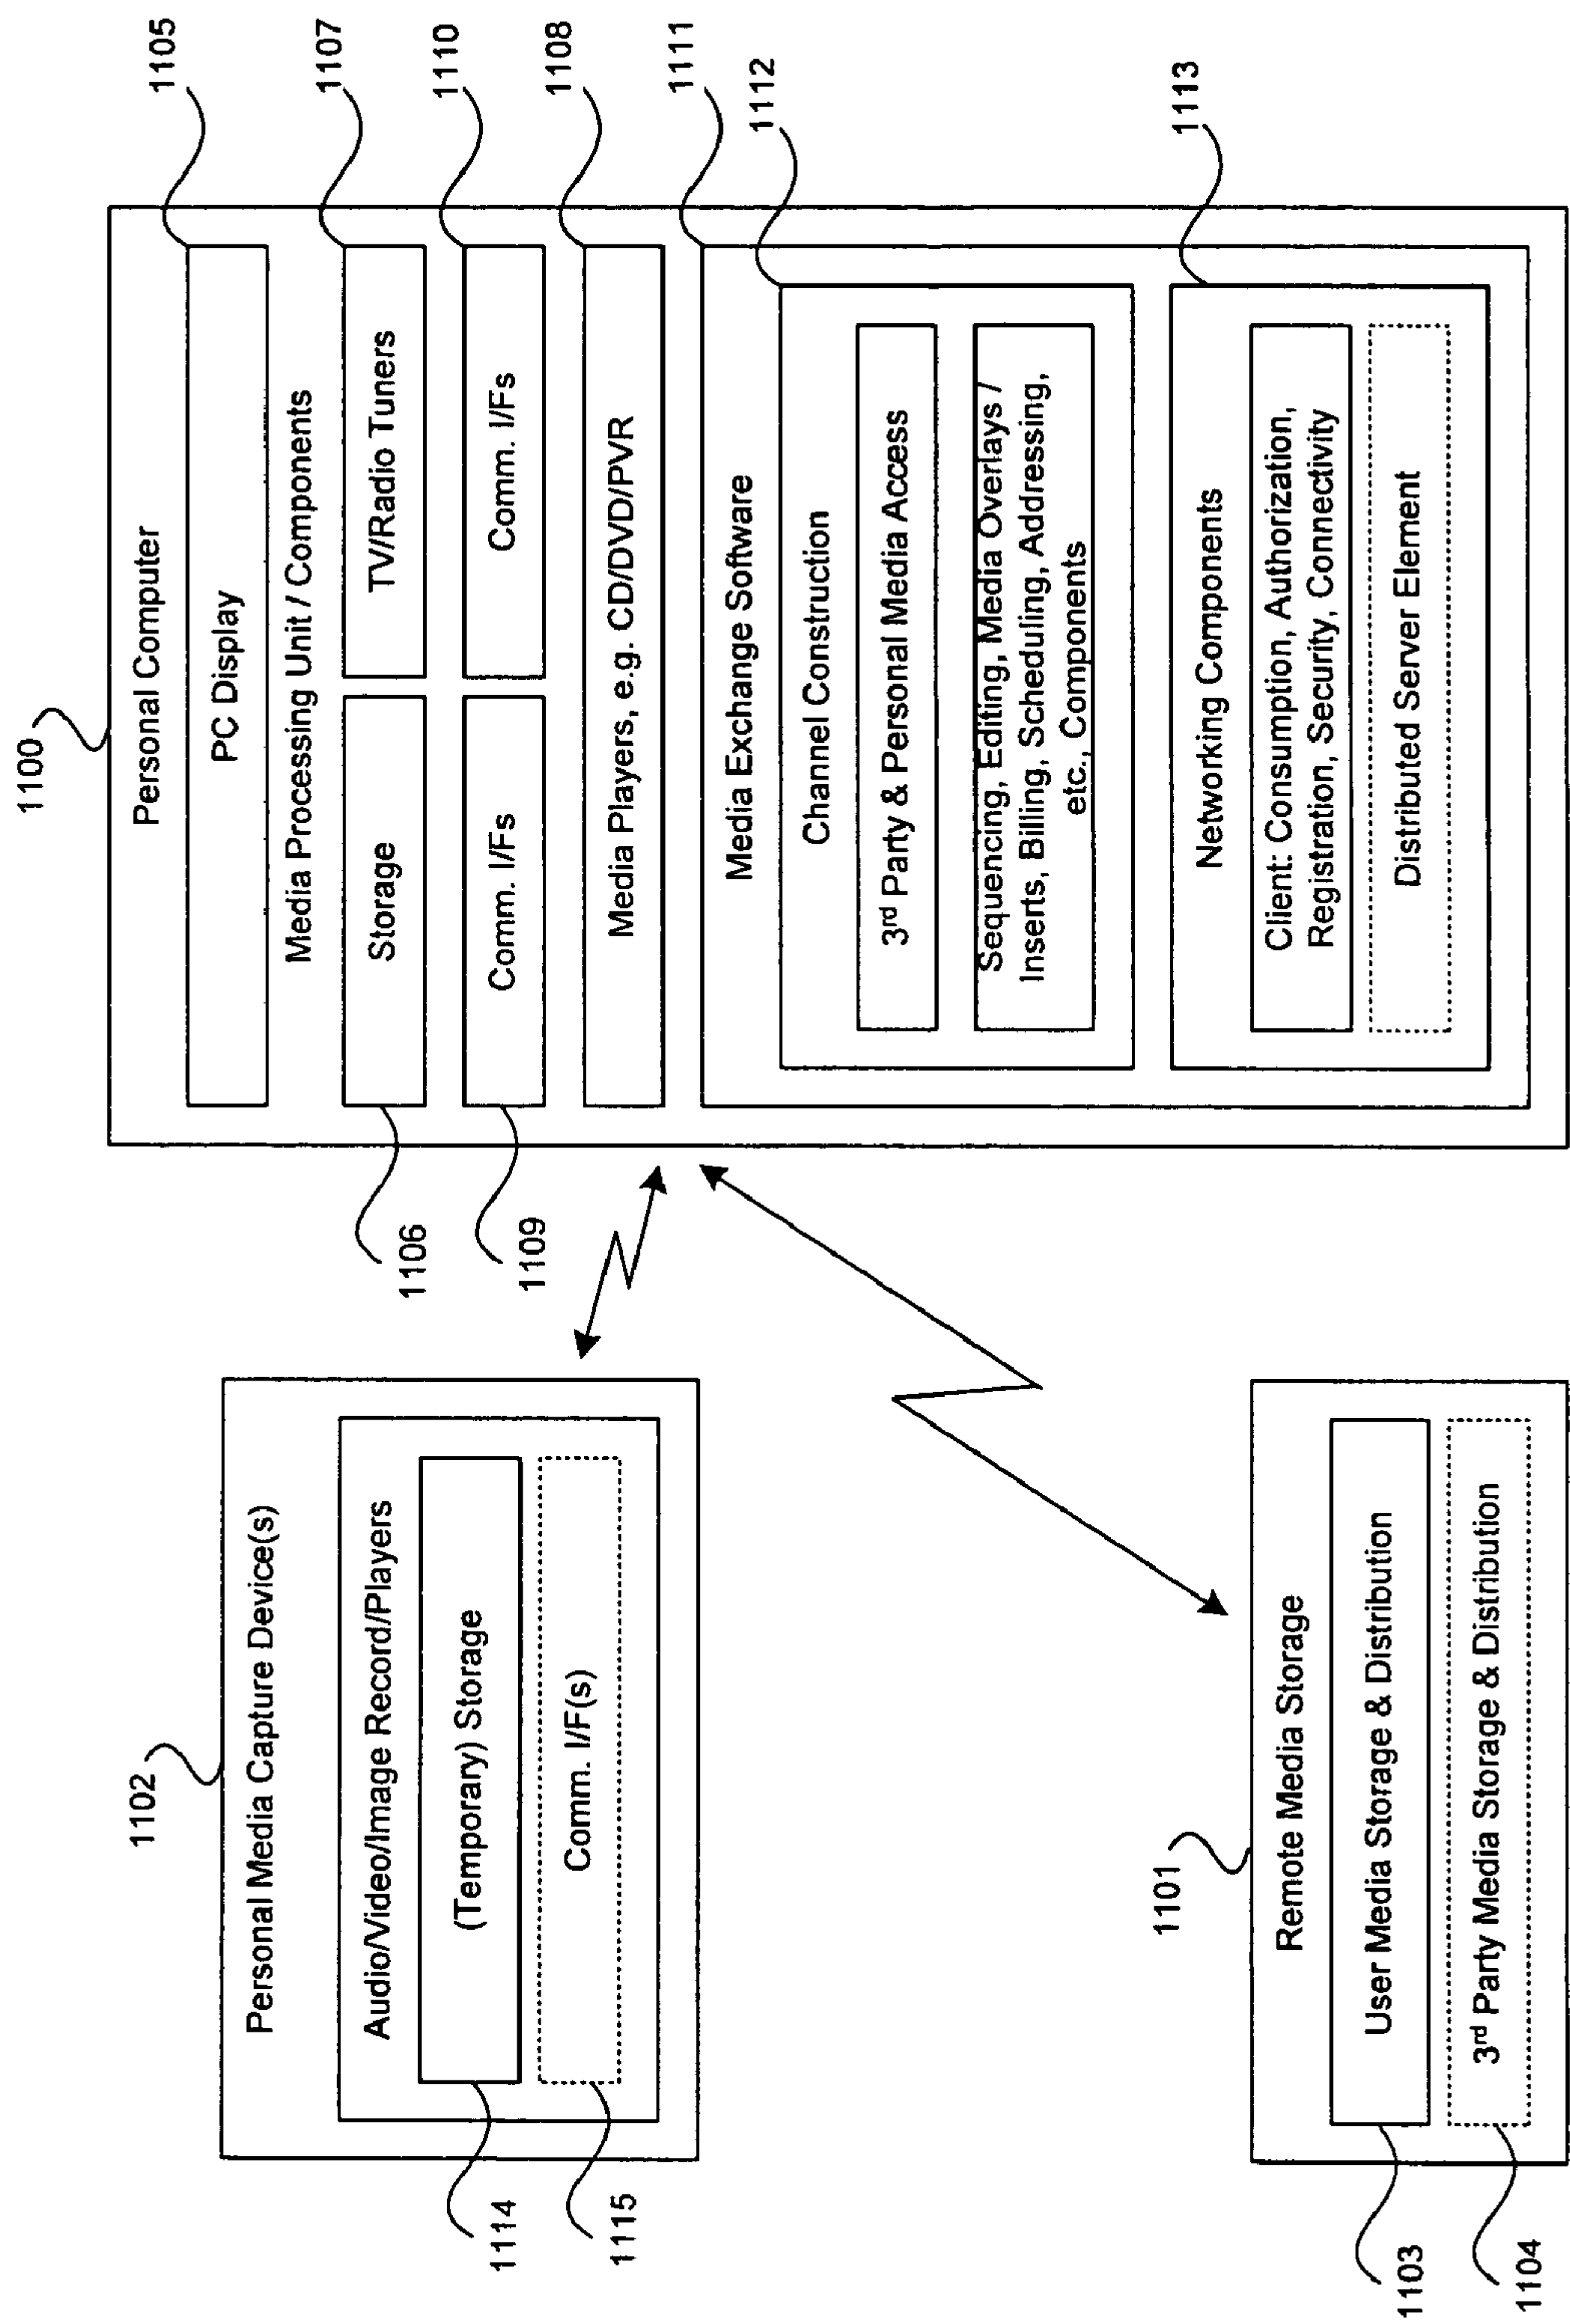 1100
Personal Computer
PC Display
1105
Media Processing Unit / Components
Storage
1106
TV/Radio Tuners
1107
Comm. I/Fs
1109
Comm. I/Fs
1110
Media Players, e.g. CD/DVD/PVR
1108
Media Exchange Software
1111
Channel Construction
1112
3rd Party & Personal Media Access
Sequencing, Editing, Media Overlays /
Inserts, Billing, Scheduling, Addressing,
etc., Components
Networking Components
1113
Client: Consumption, Authorization,
Registration, Security, Connectivity
Distributed Server Element
1102
Personal Media Capture Device(s)
Audio/Video/Image Record/Players
(Temporary) Storage
1114
Comm. I/F(s)
1115
1101
Remote Media Storage
User Media Storage & Distribution
1103
3rd Party Media Storage & Distribution
1104